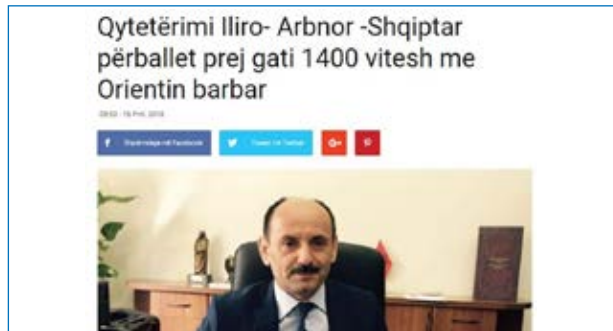 Qytetërimi Iliro- Arbnor -Shqiptar
përballet prej gati 1400 vitesh me
Orientin barbar